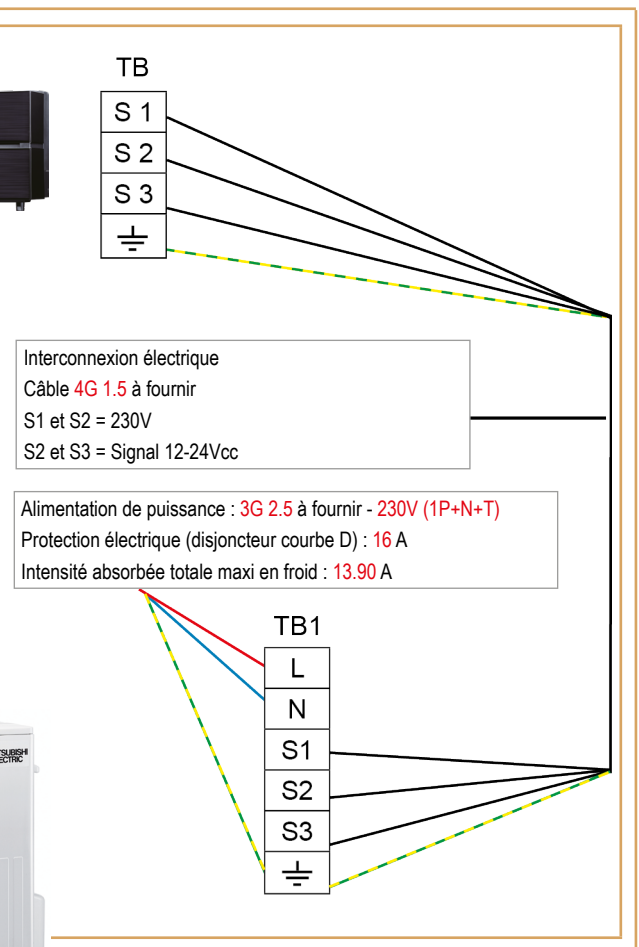 TB
S 1
S 2
S 3
Interconnexion électrique
Câble 4G 1.5 à fournir
S1 et S2 = 230V
S2 et S3 = Signal 12-24Vcc
Alimentation de puissance : 3G 2.5 à fournir - 230V (1P+N+T)
Protection électrique (disjoncteur courbe D) : 16 A
Intensité absorbée totale maxi en froid : 13.90 A
TB1
L
N
S1
S2
S3